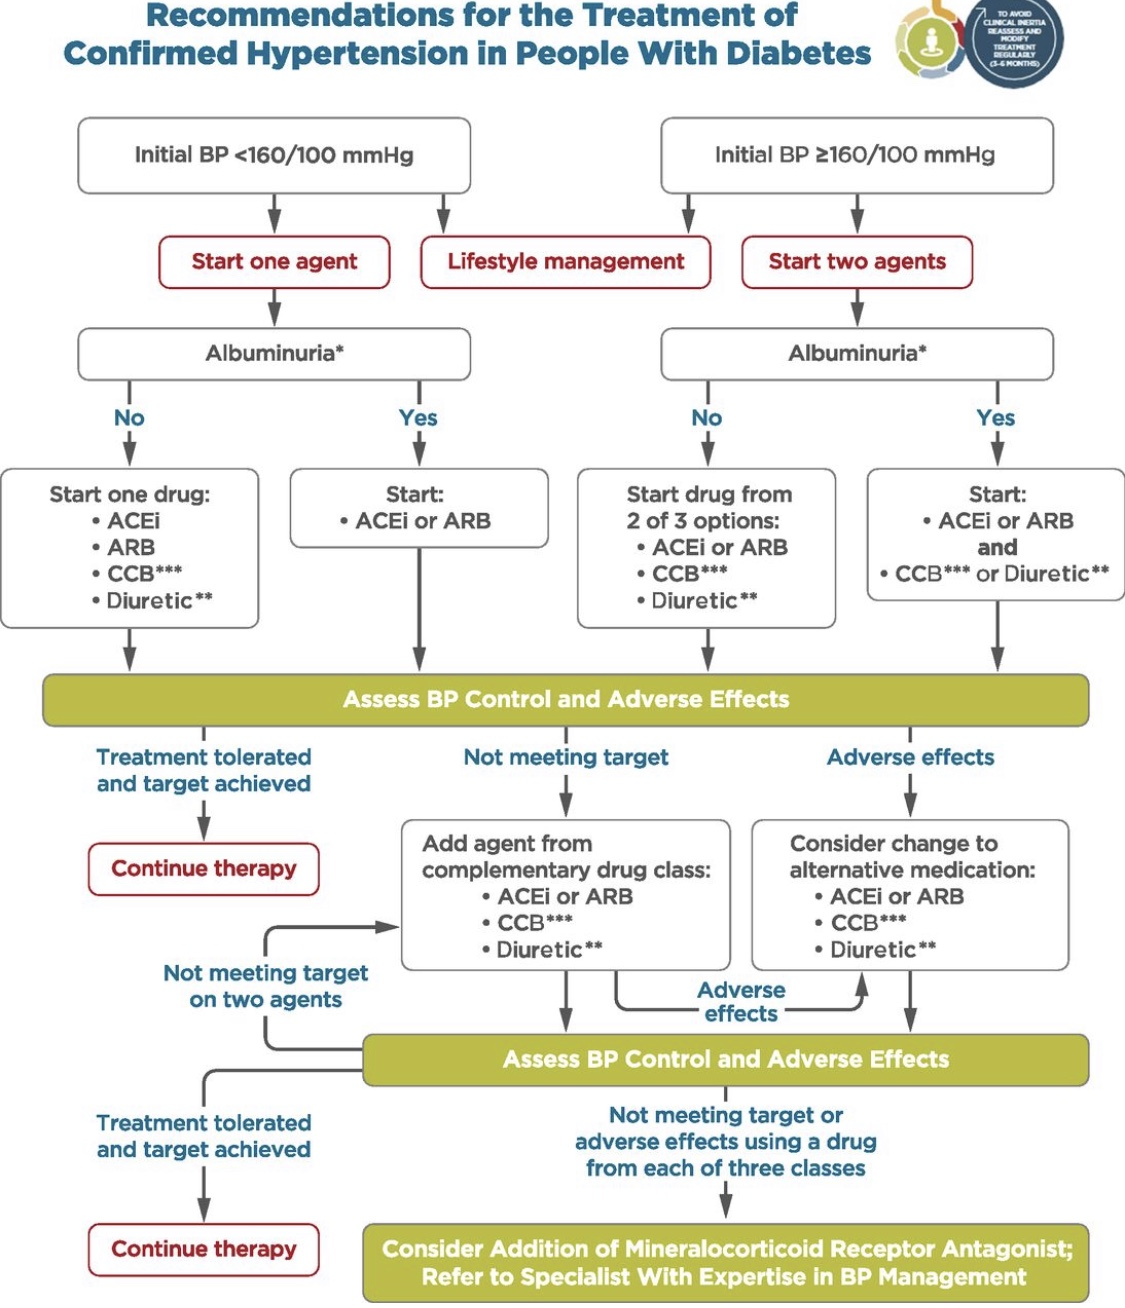 Recommendations for the Treatment of
Confirmed Hypertension in People With Diabetes
TO AVOID
CLINICAL INERTIA
REASSESS AND
MODIFY
TREATMENT
REGULARLY
(3-6 MONTHS)
Initial BP <160/100 mmHg
Initial BP ≥160/100 mmHg
Start one agent
Lifestyle management
Start two agents
Albuminuria*
Albuminuria*
No
Yes
No
Yes
Start one drug:
• ACEi
• ARB
• CCB***
• Diuretic**
Start:
• ACEi or ARB
Start drug from
2 of 3 options:
• ACEi or ARB
• CCB***
• Diuretic**
Start:
• ACEi or ARB
and
• CCB*** or Diuretic**
Assess BP Control and Adverse Effects
Treatment tolerated
and target achieved
Not meeting target
Adverse effects
Continue therapy
Add agent from
complementary drug class:
• ACEi or ARB
• CCB***
• Diuretic**
Consider change to
alternative medication:
• ACEi or ARB
• CCB***
• Diuretic**
Not meeting target
on two agents
Adverse
effects
Assess BP Control and Adverse Effects
Treatment tolerated
and target achieved
Not meeting target or
adverse effects using a drug
from each of three classes
Continue therapy
Consider Addition of Mineralocorticoid Receptor Antagonist;
Refer to Specialist With Expertise in BP Management